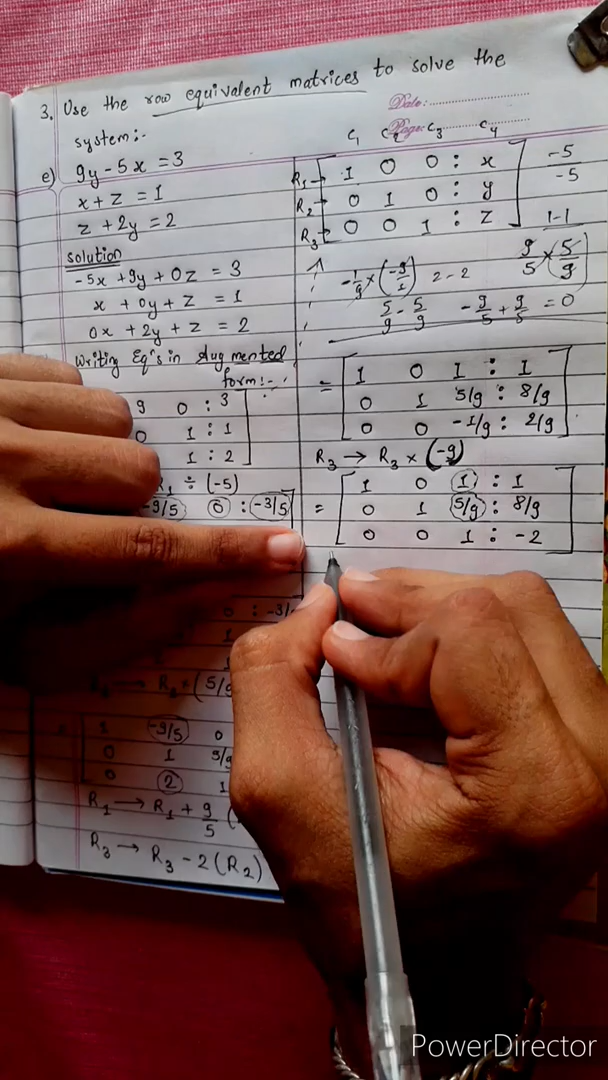 3. Use the row equivalent matrices to solve the
system:-
Date:
Page:
e) 9y - 5x = 3
x + z = 1
z + 2y = 2
solution
-5x + 9y + 0z = 3
x + 0y + z = 1
0x + 2y + z = 2
Writing Eqn's in Augmented
form:-
9 0 : 3
0 1 : 1
1 : 2
R1 ÷ (-5)
-9/5 0 : -3/5
0 : -3/
1 -9/5 0
0 1 5/9
0 2 1
R1 → R1 + 9/5 (
R3 → R3 - 2(R2)
C1 C2 C3 C4
R1 → 1 0 0 : x
R2 → 0 1 0 : y
R3 → 0 0 1 : z
-5/-5
1-1
-1/9 × (-9/1) 2-2 9/5 × (5/9)
5/9 - 5/9 -9/5 + 9/5 = 0
= 1 0 1 : 1
0 1 5/9 : 8/9
0 0 -1/9 : 2/9
R3 → R3 × (-9)
= 1 0 1 : 1
0 1 5/9 : 8/9
0 0 1 : -2
PowerDirector